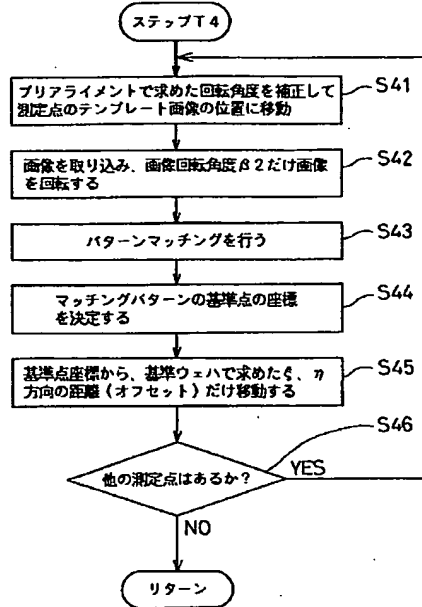 ステップT4
プリアライメントで求めた回転角度を補正して
測定点のテンプレート画像の位置に移動
S41
画像を取り込み、画像回転角度β2だけ画像
を回転する
S42
パターンマッチングを行う
S43
マッチングパターンの基準点の座標
を決定する
S44
基準点座標から、基準ウェハで求めたξ、η
方向の距離(オフセット)だけ移動する
S45
他の測定点はあるか?
S46
YES
NO
リターン